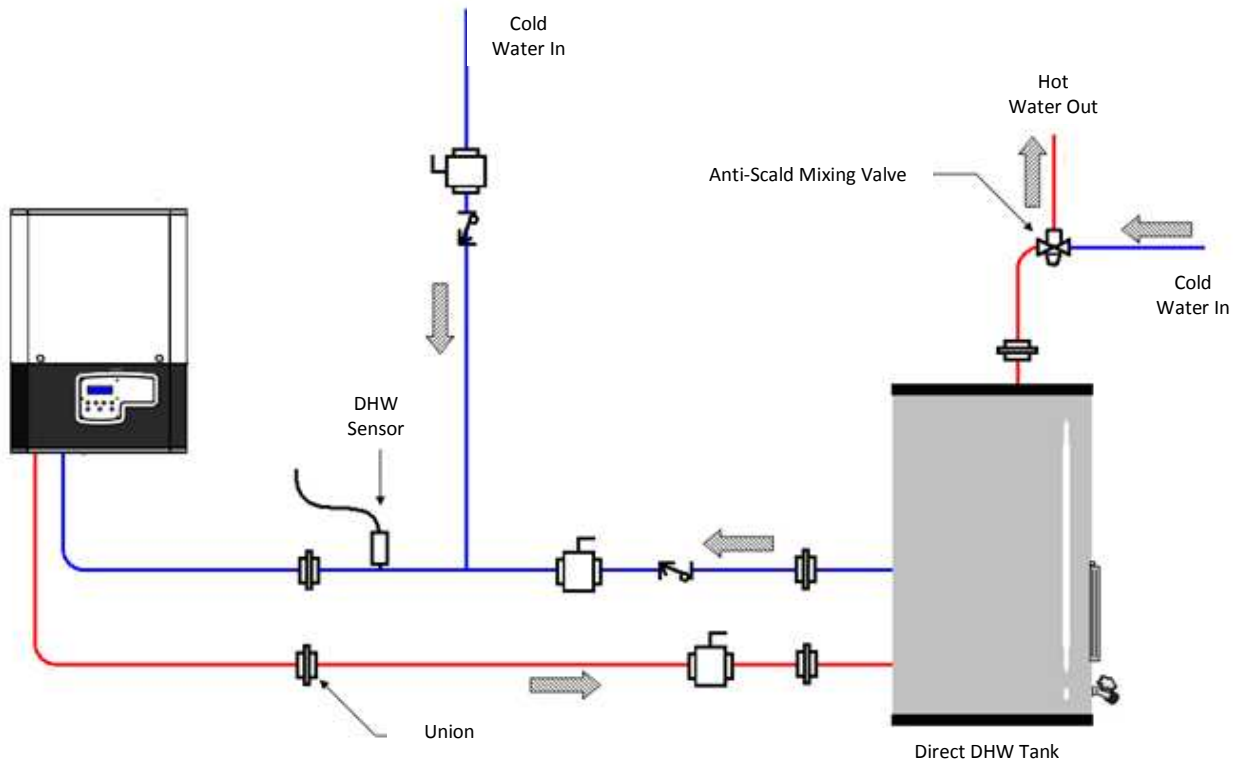 Cold
Water In
Hot
Water Out
Anti-Scald Mixing Valve
Cold
Water In
DHW
Sensor
Union
Direct DHW Tank